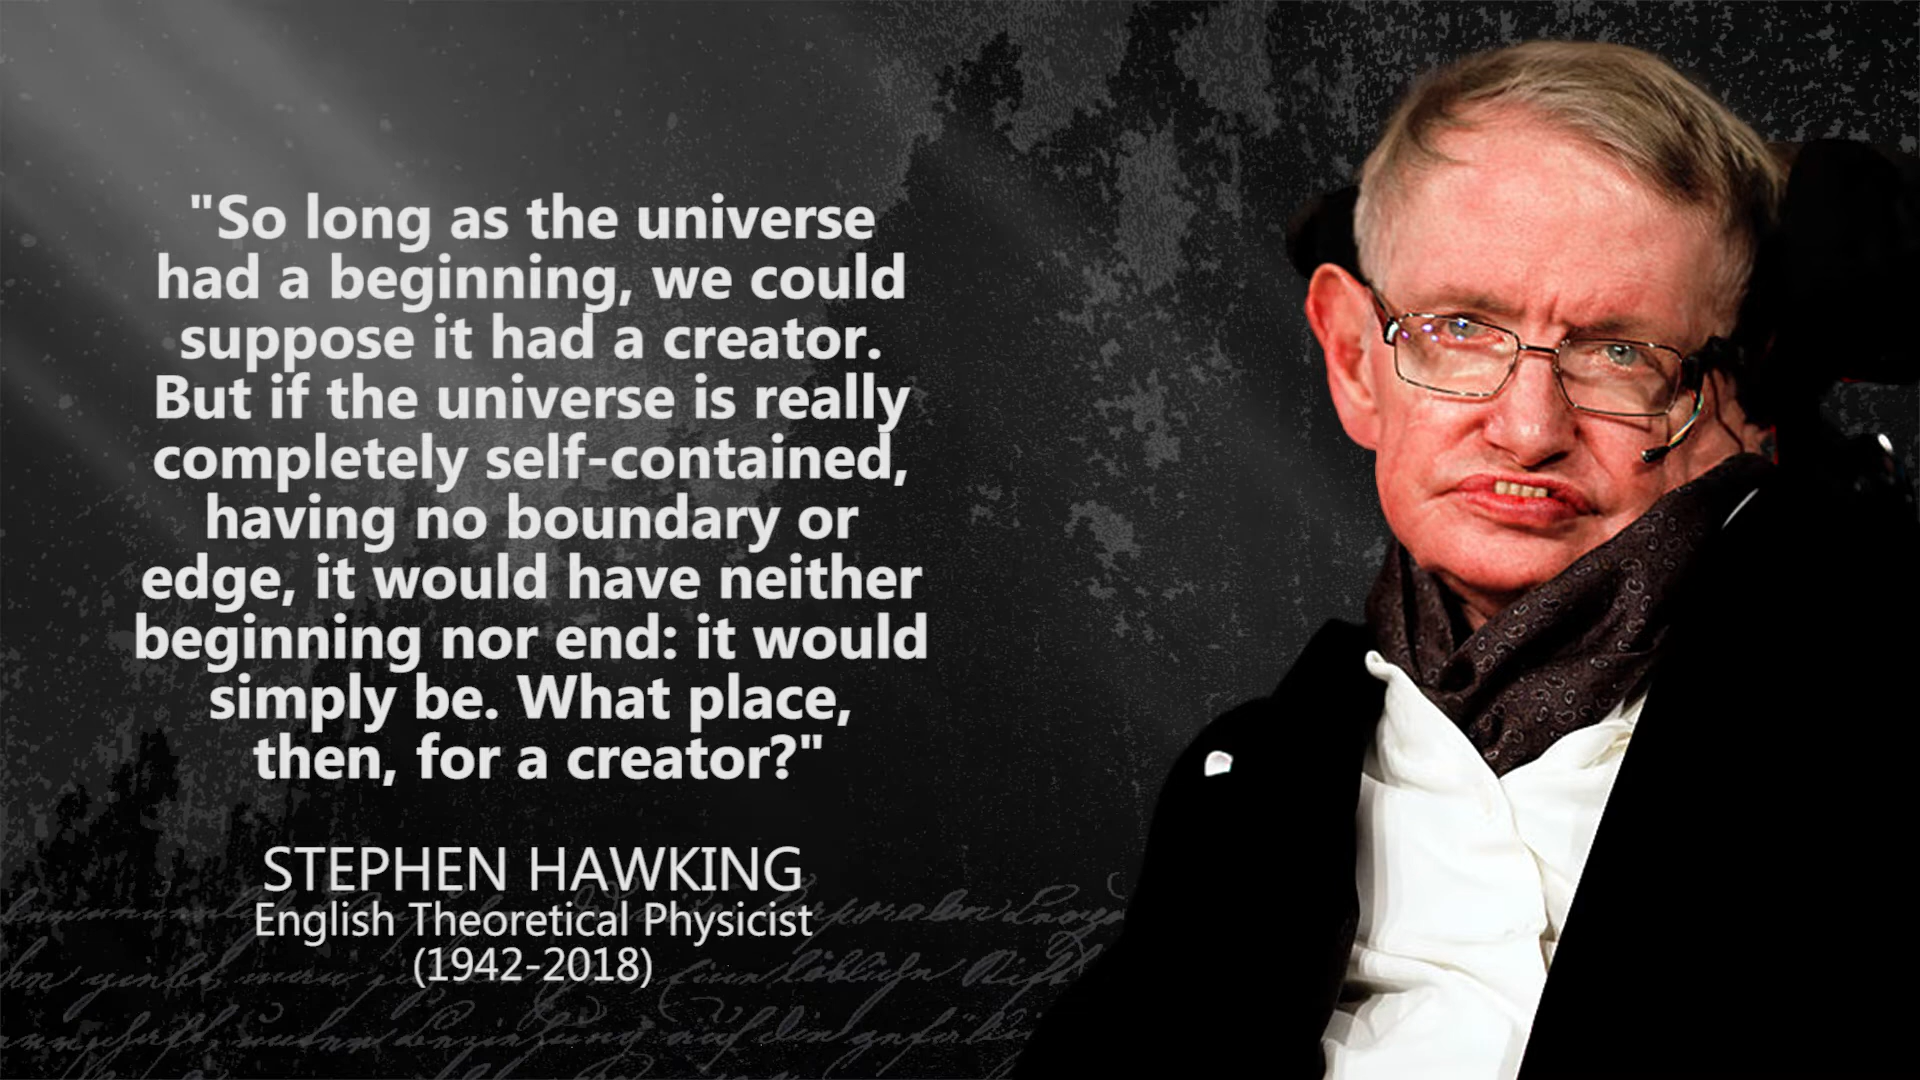 "So long as the universe
had a beginning, we could
suppose it had a creator.
But if the universe is really
completely self-contained,
having no boundary or
edge, it would have neither
beginning nor end: it would
simply be. What place,
then, for a creator?"
STEPHEN HAWKING
English Theoretical Physicist
(1942-2018)